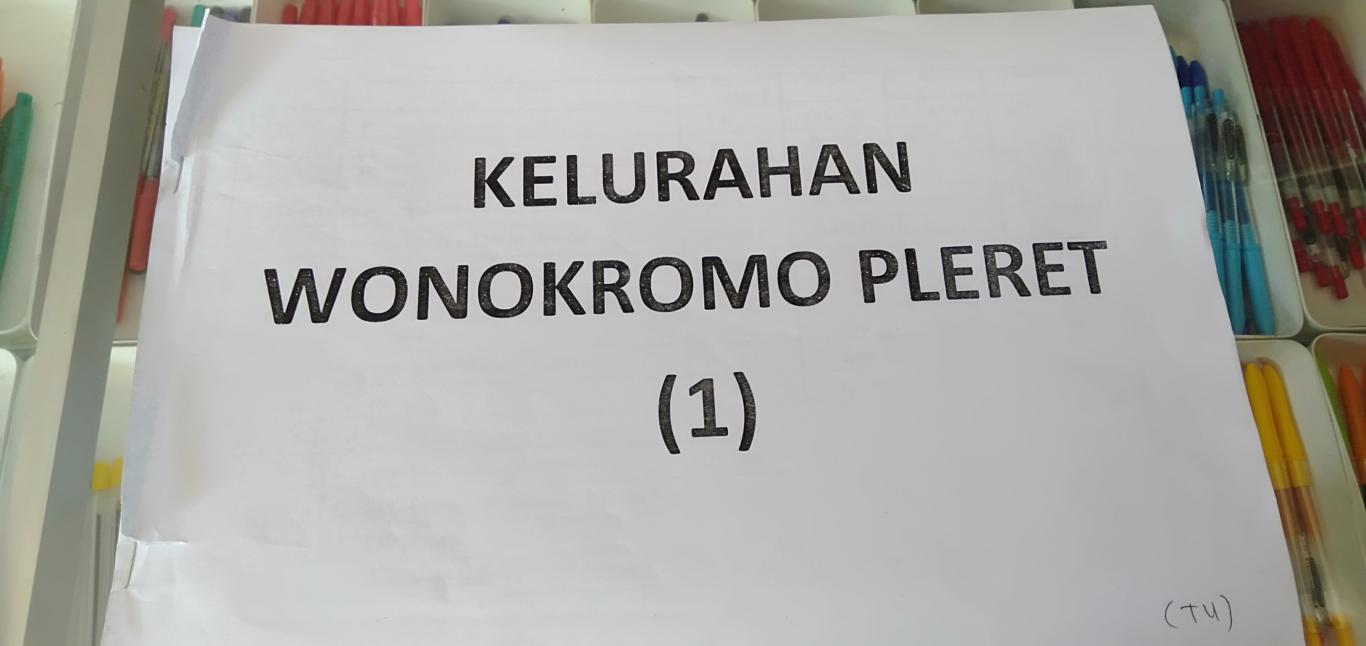 KELURAHAN
WONOKROMO PLERET
(1)
(TU)